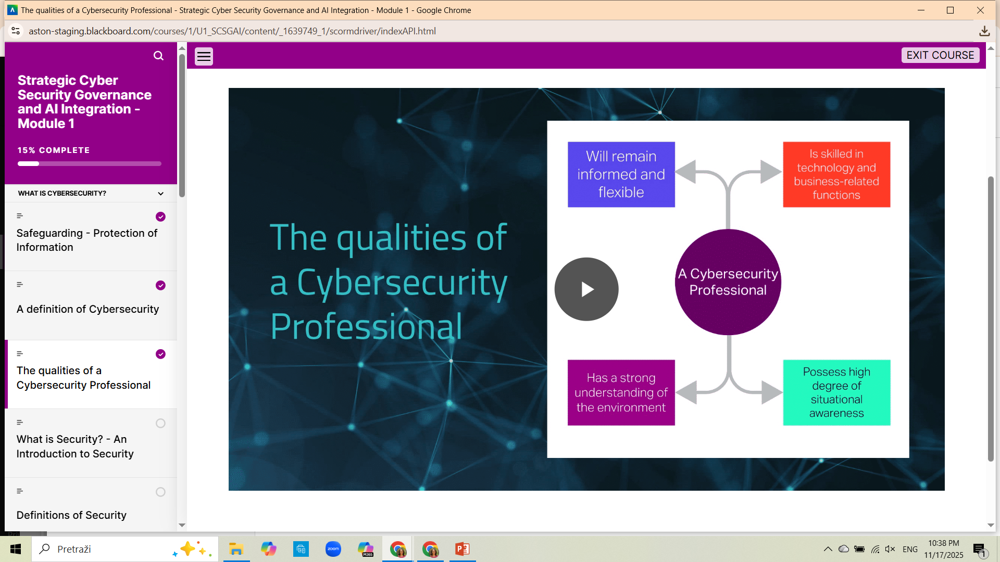 The qualities of a Cybersecurity Professional - Strategic Cyber Security Governance and AI Integration - Module 1 - Google Chrome
aston-staging.blackboard.com/courses/1/U1_SCSGAI/content/_1639749_1/scormdriver/indexAPI.html
EXIT COURSE
Strategic Cyber
Security Governance
and AI Integration -
Module 1
15% COMPLETE
WHAT IS CYBERSECURITY?
Safeguarding - Protection of
Information
A definition of Cybersecurity
The qualities of a
Cybersecurity Professional
What is Security? - An
Introduction to Security
Definitions of Security
The qualities of
a Cybersecurity
Professional
Will remain
informed and
flexible
Is skilled in
technology and
business-related
functions
A Cybersecurity
Professional
Has a strong
understanding of
the environment
Possess high
degree of
situational
awareness
Pretraži
zoom
M365
ENG
10:38 PM
11/17/2025
1